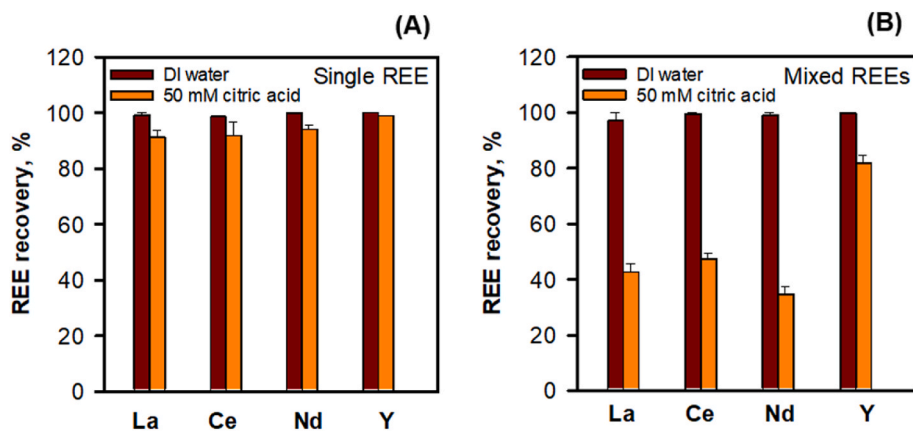 (A)
REE recovery, %
120
100
80
60
40
20
0
DI water
50 mM citric acid
Single REE
La Ce Nd Y
(B)
REE recovery, %
120
100
80
60
40
20
0
DI water
50 mM citric acid
Mixed REEs
La Ce Nd Y